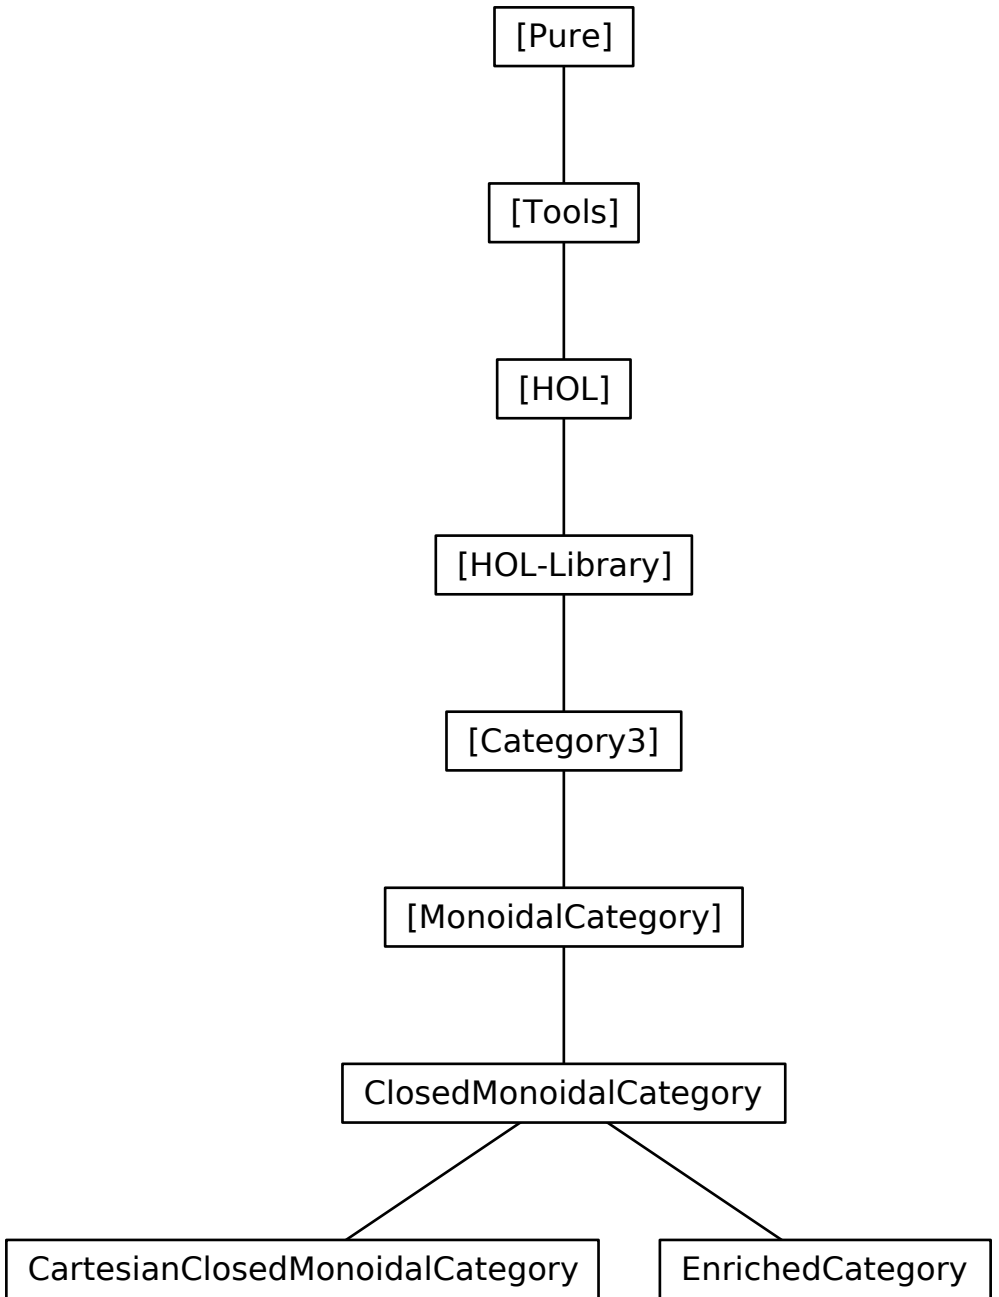 [Pure]
[Tools]
[HOL]
[HOL-Library]
[Category3]
[MonoidalCategory]
ClosedMonoidalCategory
CartesianClosedMonoidalCategory
EnrichedCategory